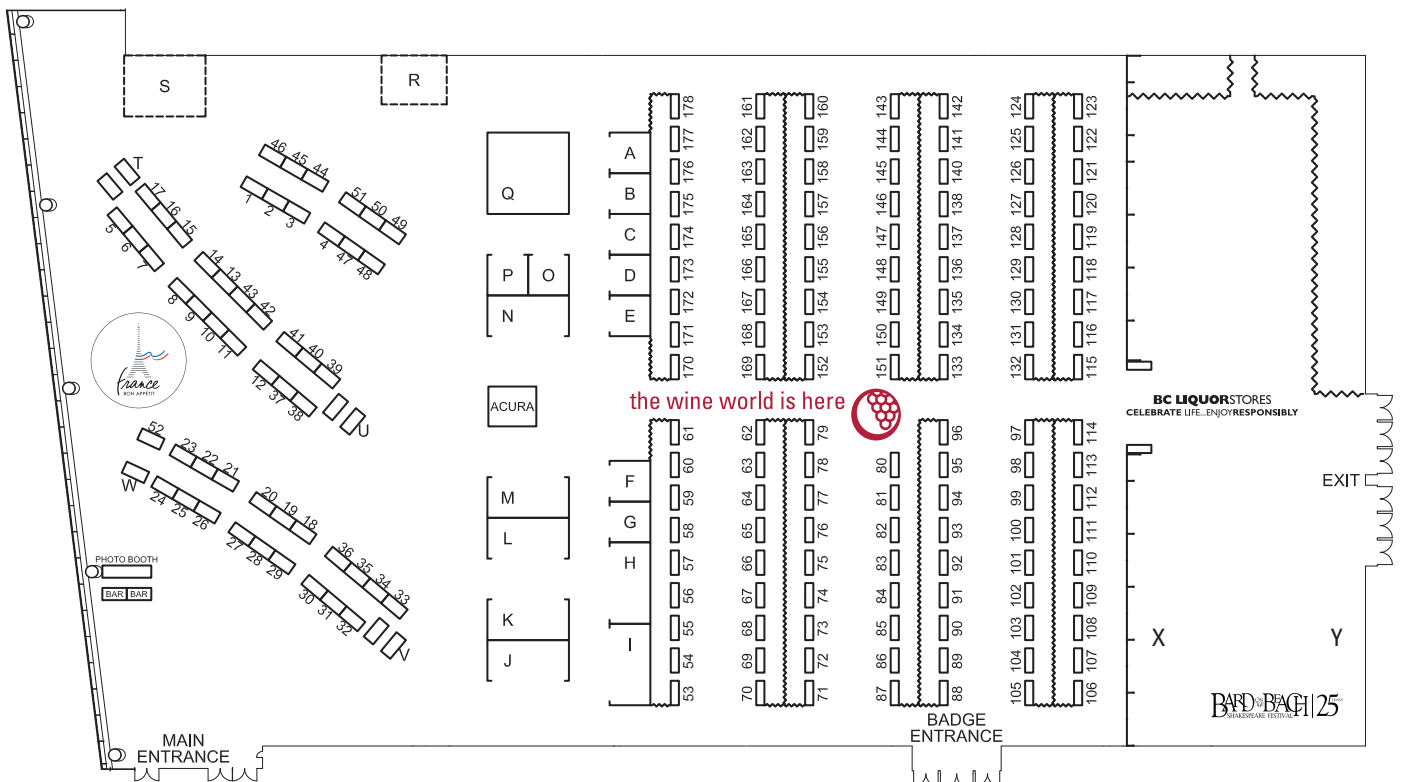 S
R
T
46 45 44
1 2 3
51 50 49
4 47 48
17 16 15
5 6 7
14 13 43 42
8 9 10 11
41 40 39
12 37 38
U
france
BON APPÉTIT
52
23 22 21
W
24 25 26
20 19 18
27 28 29
36 35 34 33
30 31 32
V
PHOTO BOOTH
BAR BAR
MAIN
ENTRANCE
Q
P O
N
ACURA
M
L
K
J
A
B
C
D
E
F
G
H
I
178 177 176 175 174 173 172 171 170
161 162 163 164 165 166 167 168 169
160 159 158 157 156 155 154 153 152
143 144 145 146 147 148 149 150 151
142 141 140 138 137 136 135 134 133
124 125 126 127 128 129 130 131 132
123 122 121 120 119 118 117 116 115
the wine world is here
61 60 59 58 57 56 55 54 53
62 63 64 65 66 67 68 69 70
79 78 77 76 75 74 73 72 71
80 81 82 83 84 85 86 87
96 95 94 93 92 91 90 89 88
97 98 99 100 101 102 103 104 105
114 113 112 111 110 109 108 107 106
BADGE
ENTRANCE
BC LIQUORSTORES
CELEBRATE LIFE...ENJOY RESPONSIBLY
EXIT
X
Y
BARD ON THE BEACH 25
SHAKESPEARE FESTIVAL